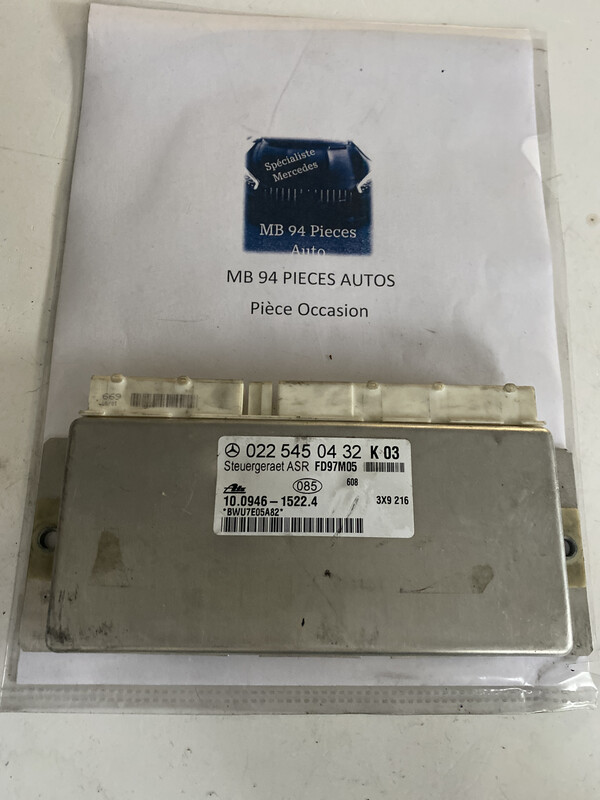 Spécialiste
Mercedes
MB 94 Pieces
Auto
MB 94 PIECES AUTOS
Pièce Occasion
669
022 545 04 32 K 03
Steuergeraet ASR FD97M05
085 608
Ate
10.0946-1522.4 3X9 216
*BWU7E05A82*